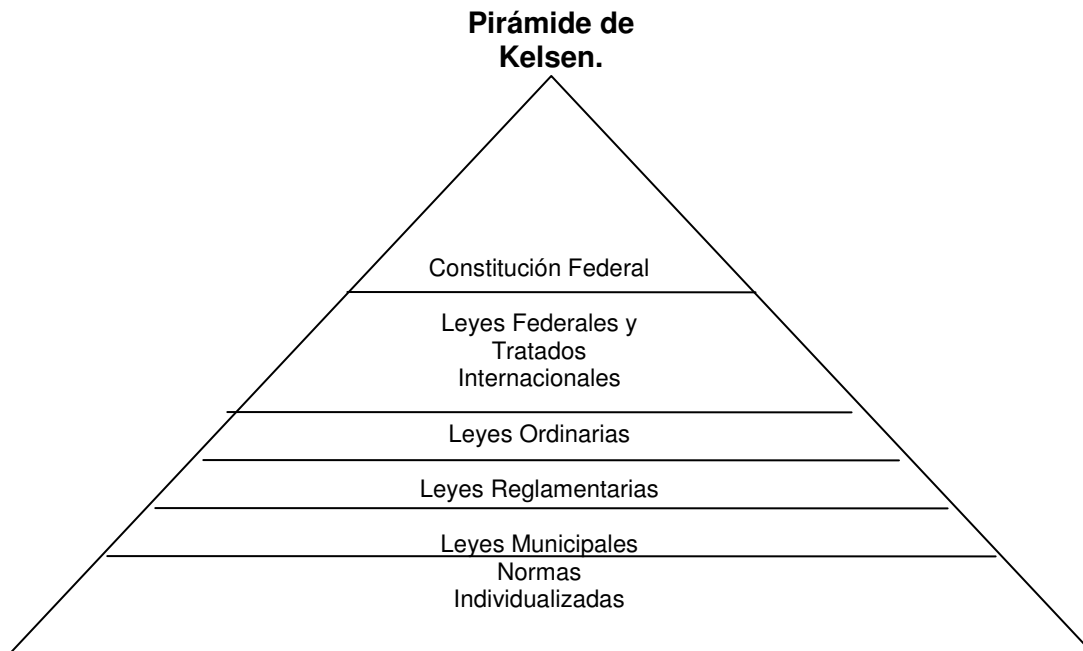 Pirámide de
Kelsen.
Constitución Federal
Leyes Federales y
Tratados
Internacionales
Leyes Ordinarias
Leyes Reglamentarias
Leyes Municipales
Normas
Individualizadas